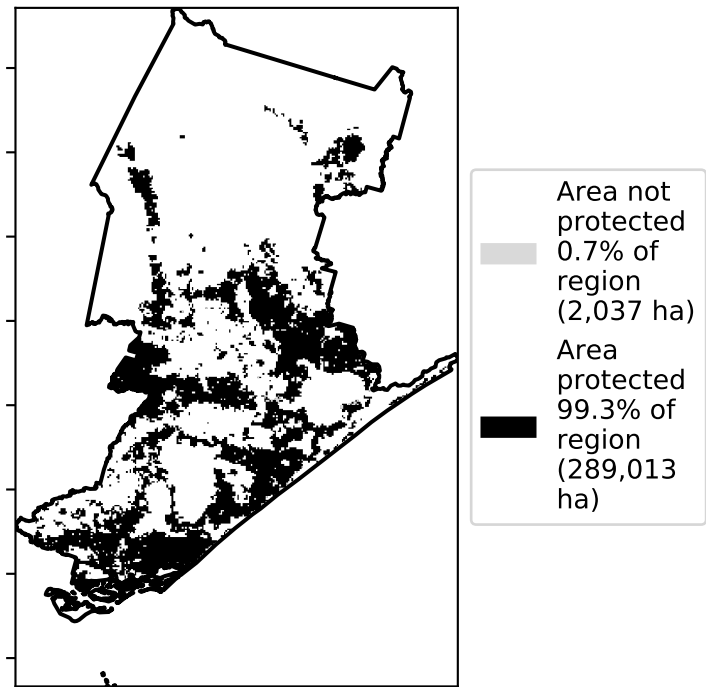 Area not
protected
0.7% of
region
(2,037 ha)
Area
protected
99.3% of
region
(289,013
ha)